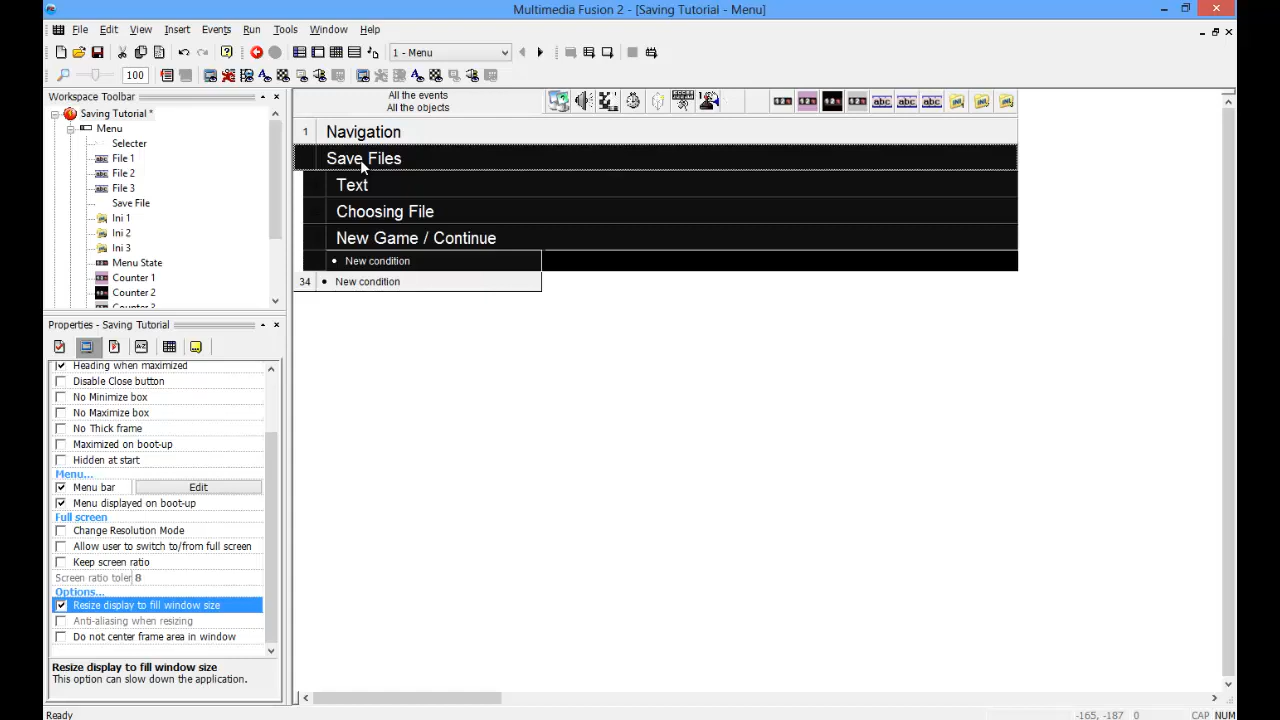 Multimedia Fusion 2 - [Saving Tutorial - Menu]
File Edit View Insert Events Run Tools Window Help
1 - Menu
100
Workspace Toolbar
Saving Tutorial *
Menu
Selecter
File 1
File 2
File 3
Save File
Ini 1
Ini 2
Ini 3
Menu State
Counter 1
Counter 2
Properties - Saving Tutorial
Heading when maximized
Disable Close button
No Minimize box
No Maximize box
No Thick frame
Maximized on boot-up
Hidden at start
Menu...
Menu bar Edit
Menu displayed on boot-up
Full screen
Change Resolution Mode
Allow user to switch to/from full screen
Keep screen ratio
Screen ratio toler 8
Options...
Resize display to fill window size
Anti-aliasing when resizing
Do not center frame area in window
Resize display to fill window size
This option can slow down the application.
All the events
All the objects
1 Navigation
Save Files
Text
Choosing File
New Game / Continue
• New condition
34 • New condition
Ready
-165, -187 0 CAP NUM